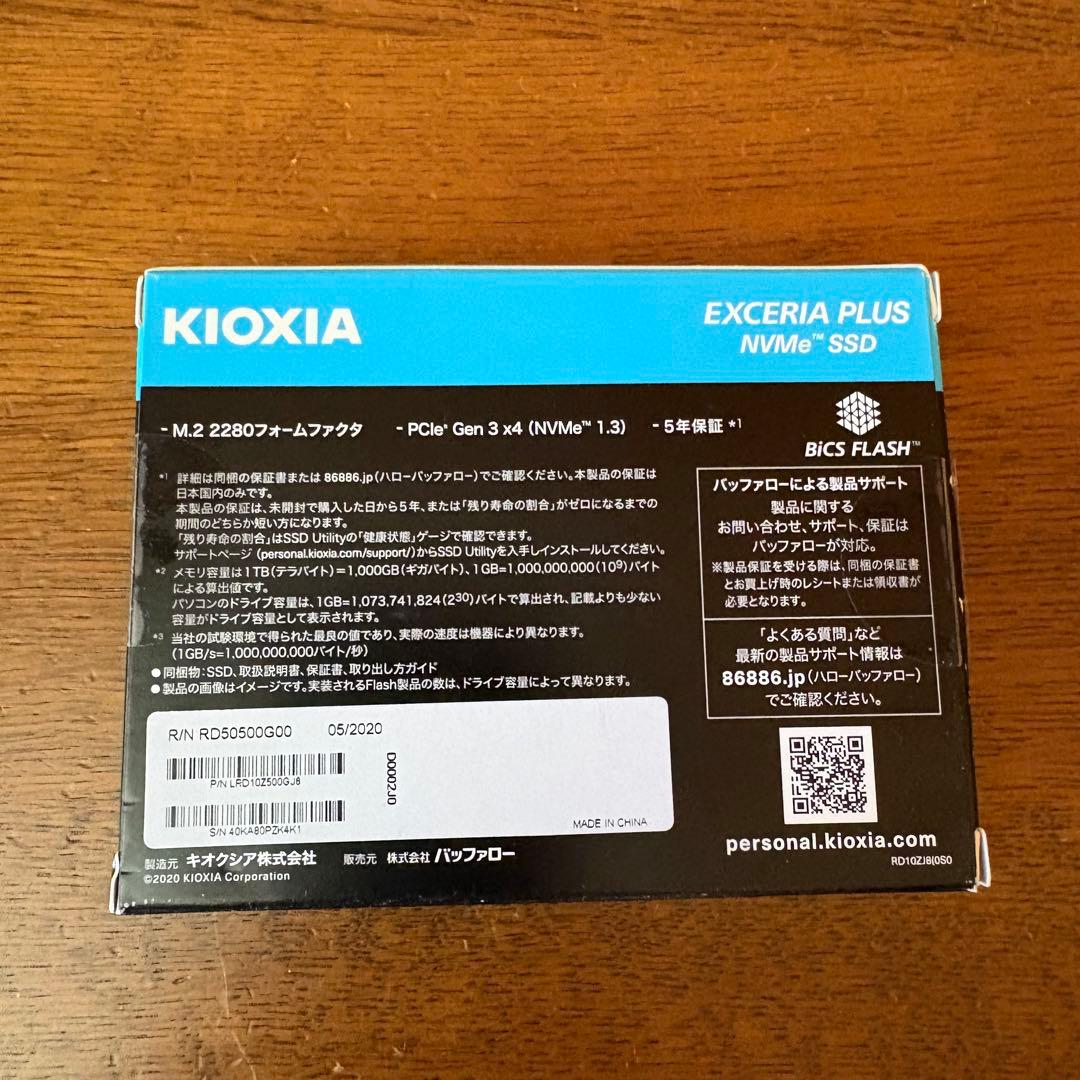 KIOXIA
EXCERIA PLUS
NVMe™ SSD
- M.2 2280フォームファクタ - PCIe® Gen 3 x4 (NVMe™ 1.3) - 5年保証 *1
BiCS FLASH™
*1 詳細は同梱の保証書または 86886.jp(ハローバッファロー)でご確認ください。本製品の保証は
日本国内のみです。
本製品の保証は、未開封で購入した日から5年、または「残り寿命の割合」がゼロになるまでの
期間のどちらか短い方になります。
「残り寿命の割合」はSSD Utilityの「健康状態」ゲージで確認できます。
サポートページ (personal.kioxia.com/support/)からSSD Utilityを入手しインストールしてください。
*2 メモリ容量は1TB(テラバイト)=1,000GB(ギガバイト)、1GB=1,000,000,000(10⁹)バイト
による算出値です。
パソコンのドライブ容量は、1GB=1,073,741,824(2³⁰)バイトで算出され、記載よりも少ない
容量がドライブ容量として表示されます。
*3 当社の試験環境で得られた最良の値であり、実際の速度は機器により異なります。
(1GB/s=1,000,000,000バイト/秒)
●同梱物:SSD、取扱説明書、保証書、取り出し方ガイド
●製品の画像はイメージです。実装されるFlash製品の数は、ドライブ容量によって異なります。
バッファローによる製品サポート
製品に関する
お問い合わせ、サポート、保証は
バッファローが対応。
※製品保証を受ける際は、同梱の保証書
とお買上げ時のレシートまたは領収書が
必要となります。
「よくある質問」など
最新の製品サポート情報は
86886.jp(ハローバッファロー)
でご確認ください。
R/N RD50500G00 05/2020
P/N LRD10Z500GJ8
D0002J0
S/N 40KA80PZK4K1
MADE IN CHINA
personal.kioxia.com
RD10ZJ8(0S0
製造元 キオクシア株式会社 販売元 株式会社 バッファロー
©2020 KIOXIA Corporation